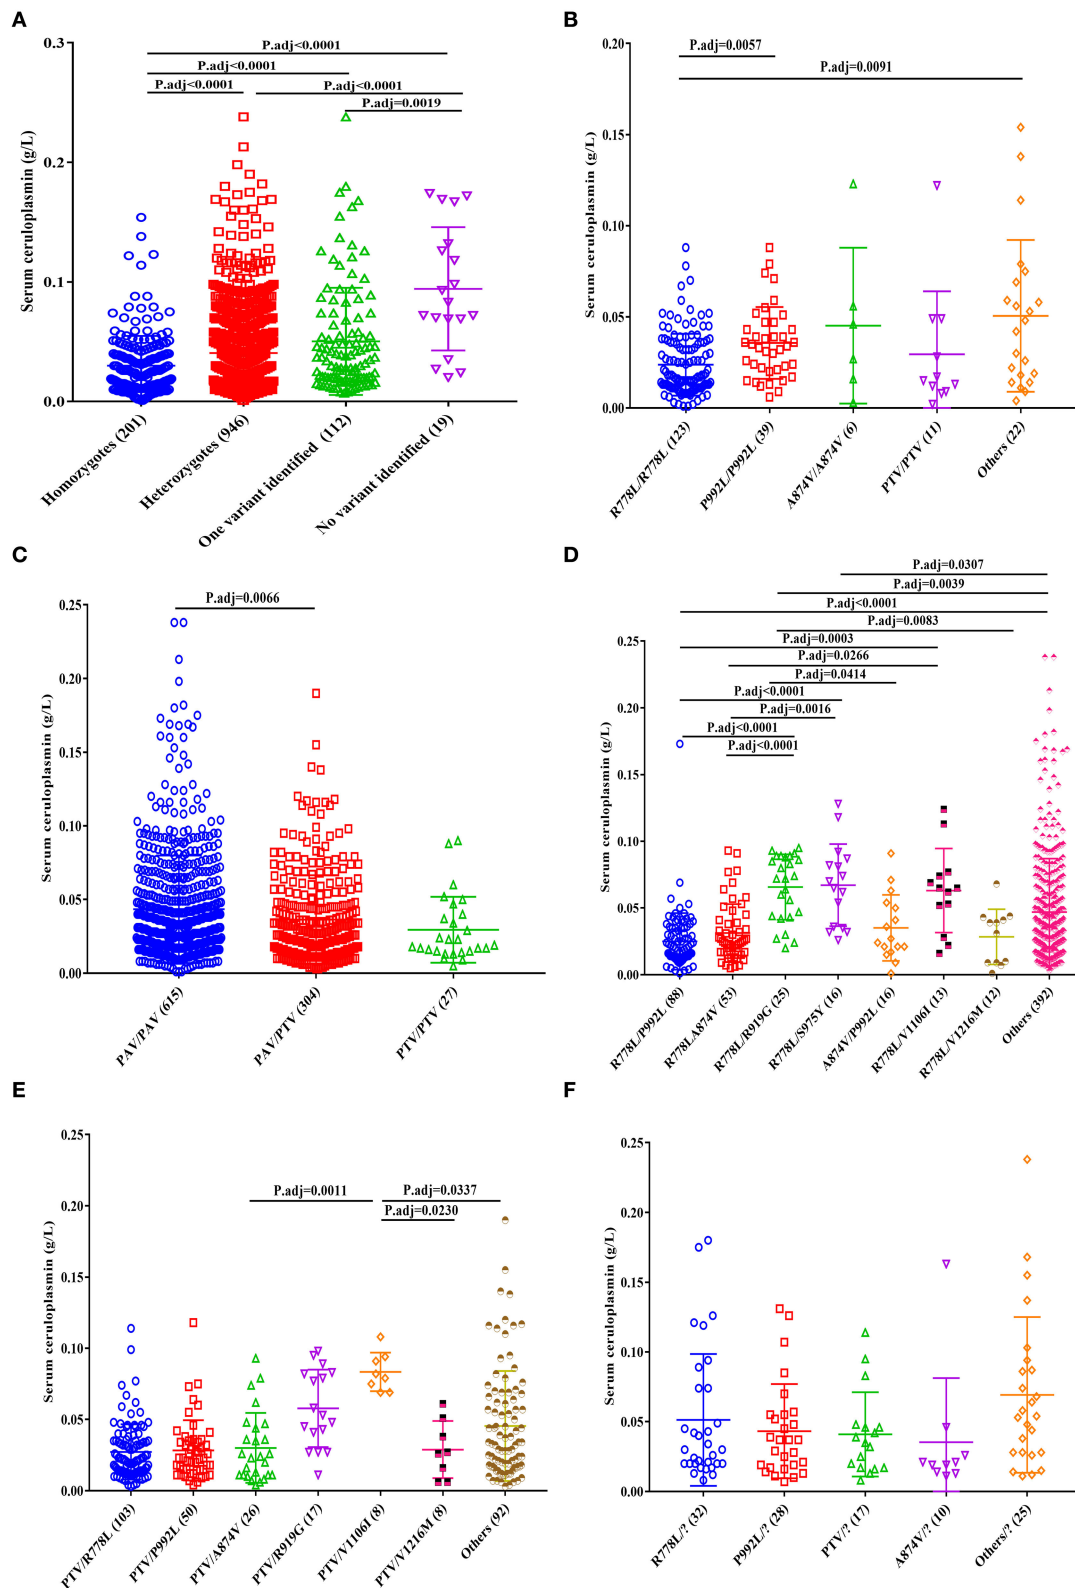 A
P.adj<0.0001
P.adj<0.0001
P.adj<0.0001
P.adj<0.0001
P.adj=0.0019
Serum ceruloplasmin (g/L)
0.3
0.2
0.1
0.0
Homozygotes (201)
Heterozygotes (946)
One variant identified (112)
No variant identified (19)
B
P.adj=0.0057
P.adj=0.0091
Serum ceruloplasmin (g/L)
0.20
0.15
0.10
0.05
0.00
R778L/R778L (123)
P992L/P992L (39)
A874V/A874V (6)
PTV/PTV (11)
Others (22)
C
P.adj=0.0066
Serum ceruloplasmin (g/L)
0.25
0.20
0.15
0.10
0.05
0.00
PAV/PAV (615)
PAV/PTV (304)
PTV/PTV (27)
D
P.adj=0.0307
P.adj=0.0039
P.adj<0.0001
P.adj=0.0083
P.adj=0.0003
P.adj=0.0266
P.adj=0.0414
P.adj<0.0001
P.adj=0.0016
P.adj<0.0001
P.adj<0.0001
Serum ceruloplasmin (g/L)
0.25
0.20
0.15
0.10
0.05
0.00
R778L/P992L (88)
R778LA874V (53)
R778L/R919G (25)
R778L/S975Y (16)
A874V/P992L (16)
R778L/V1106I (13)
R778L/V1216M (12)
Others (392)
E
P.adj=0.0011
P.adj=0.0337
P.adj=0.0230
Serum ceruloplasmin (g/L)
0.25
0.20
0.15
0.10
0.05
0.00
PTV/R778L (103)
PTV/P992L (50)
PTV/A874V (26)
PTV/R919G (17)
PTV/V1106I (8)
PTV/V1216M (8)
Others (92)
F
Serum ceruloplasmin (g/L)
0.25
0.20
0.15
0.10
0.05
0.00
R778L/? (32)
P992L/? (28)
PTV/? (17)
A874V/? (10)
Others/? (25)